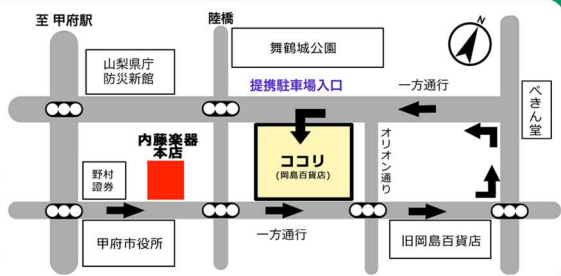 至 甲府駅
陸橋
N
舞鶴城公園
山梨県庁
防災新館
提携駐車場入口
一方通行
ぺきん堂
内藤楽器
本店
ココリ
(岡島百貨店)
オリオン通り
野村
證券
甲府市役所
一方通行
旧岡島百貨店